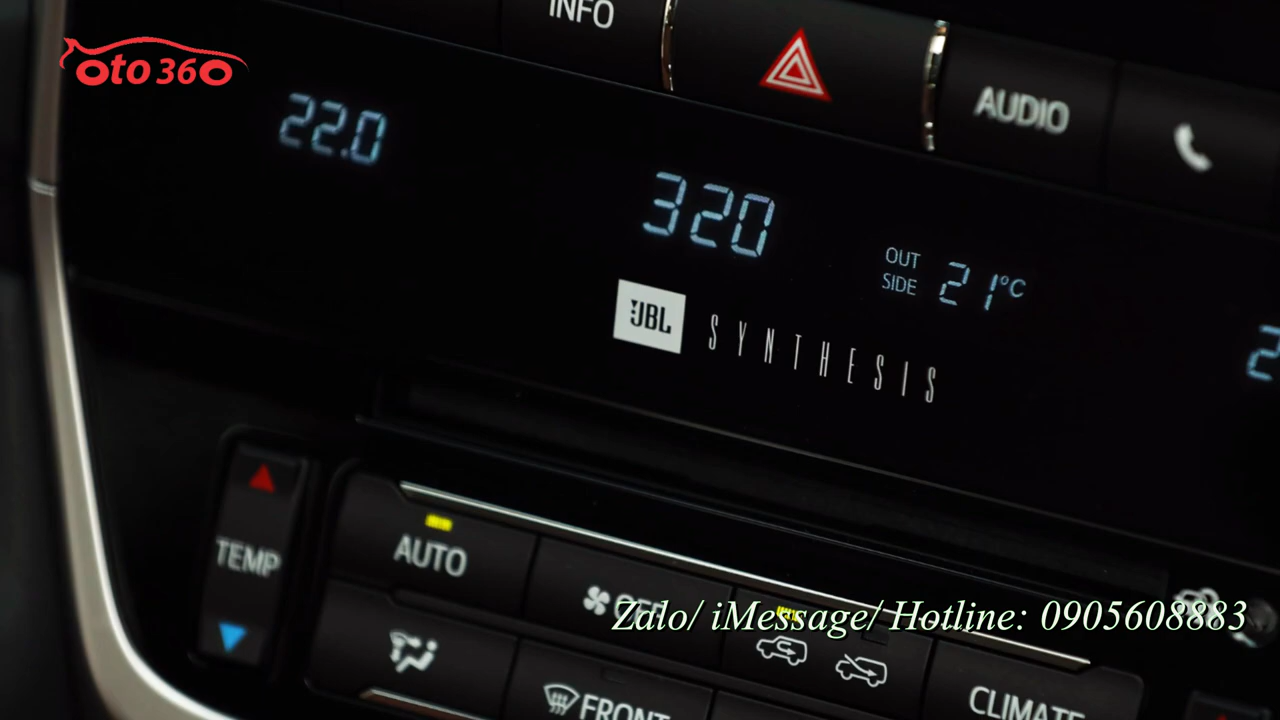 INFO
oto 360
AUDIO
22.0
320
OUT
SIDE
21°C
JBL
SYNTHESIS
TEMP
AUTO
OFF
Zalo/ iMessage/ Hotline: 0905608883
FRONT
CLIMATE